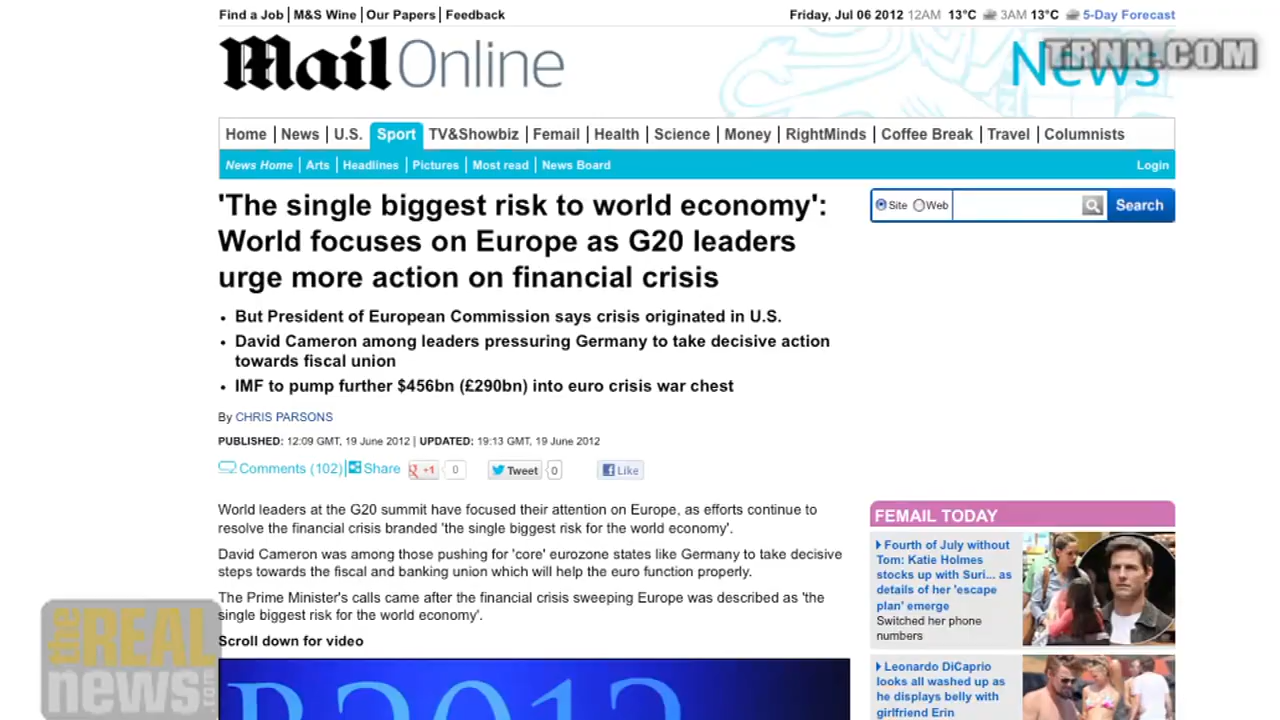 Find a Job | M&S Wine | Our Papers | Feedback
Friday, Jul 06 2012 12AM 13°C 3AM 13°C 5-Day Forecast
Mail Online
News
TRNN.COM
Home | News | U.S. Sport TV&Showbiz | Femail | Health | Science | Money | RightMinds | Coffee Break | Travel | Columnists
News Home | Arts | Headlines | Pictures | Most read | News Board
Login
'The single biggest risk to world economy':
World focuses on Europe as G20 leaders
urge more action on financial crisis
Site Web Search
• But President of European Commission says crisis originated in U.S.
• David Cameron among leaders pressuring Germany to take decisive action
towards fiscal union
• IMF to pump further $456bn (£290bn) into euro crisis war chest
By CHRIS PARSONS
PUBLISHED: 12:09 GMT, 19 June 2012 | UPDATED: 19:13 GMT, 19 June 2012
Comments (102) | Share g +1 0 Tweet 0 Like
World leaders at the G20 summit have focused their attention on Europe, as efforts continue to
resolve the financial crisis branded 'the single biggest risk for the world economy'.
David Cameron was among those pushing for 'core' eurozone states like Germany to take decisive
steps towards the fiscal and banking union which will help the euro function properly.
The Prime Minister's calls came after the financial crisis sweeping Europe was described as 'the
single biggest risk for the world economy'.
Scroll down for video
FEMAIL TODAY
Fourth of July without
Tom: Katie Holmes
stocks up with Suri... as
details of her 'escape
plan' emerge
Switched her phone
numbers
Leonardo DiCaprio
looks all washed up as
he displays belly with
girlfriend Erin
the REAL
news.com
2012